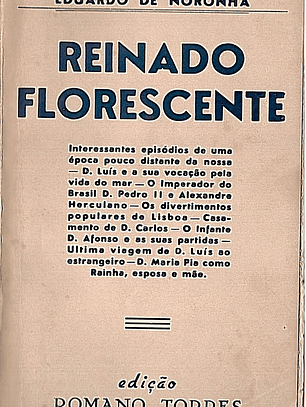 EDUARDO DE NORONHA
REINADO
FLORESCENTE
Interessantes episódios de uma
época pouco distante da nossa
— D. Luís e a sua vocação pela
vida do mar — O Imperador do
Brasil D. Pedro II e Alexandre
Herculano — Os divertimentos
populares de Lisboa — Casa-
mento de D. Carlos — O Infante
D. Afonso e as suas partidas —
Ultima viagem de D. Luís ao
estrangeiro — D. Maria Pia como
Rainha, esposa e mãe.
edição
ROMANO TORRES